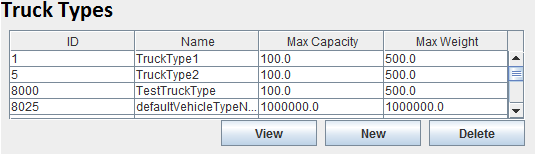 Truck Types
ID Name Max Capacity Max Weight
1 TruckType1 100.0 500.0
5 TruckType2 100.0 500.0
8000 TestTruckType 100.0 500.0
8025 defaultVehicleTypeN... 1000000.0 1000000.0
View New Delete